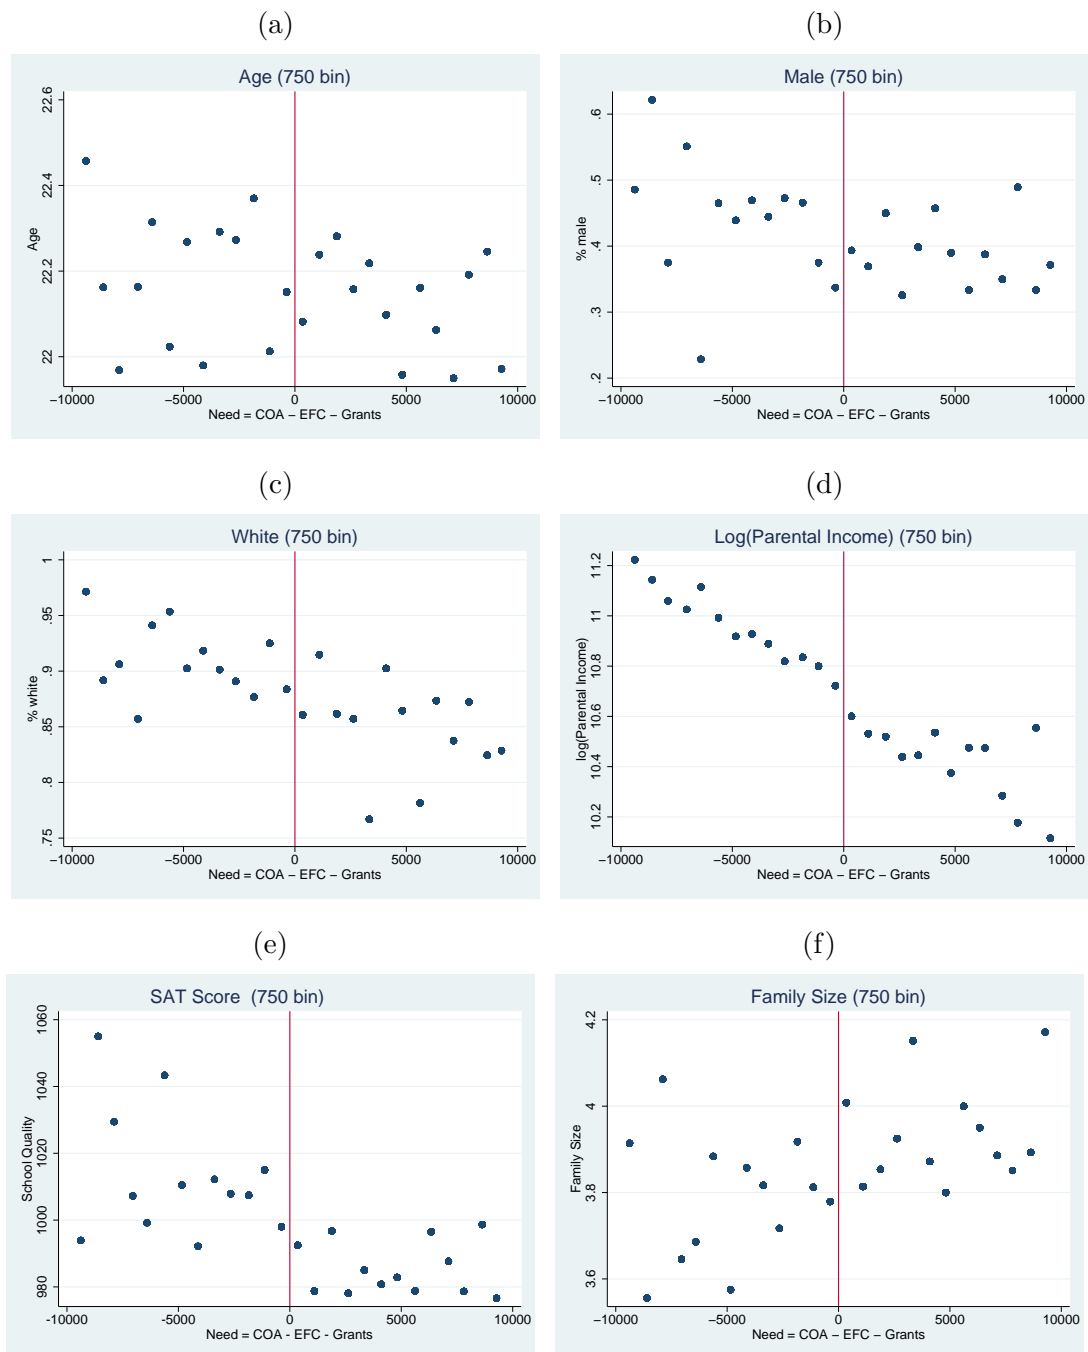 (a)
Age (750 bin)
22.6
22.4
22.2
22
Age
−10000 −5000 0 5000 10000
Need = COA − EFC − Grants
(b)
Male (750 bin)
.6
.5
.4
.3
.2
% male
−10000 −5000 0 5000 10000
Need = COA − EFC − Grants
(c)
White (750 bin)
1
.95
.9
.85
.8
.75
% white
−10000 −5000 0 5000 10000
Need = COA − EFC − Grants
(d)
Log(Parental Income) (750 bin)
11.2
11
10.8
10.6
10.4
10.2
log(Parental Income)
−10000 −5000 0 5000 10000
Need = COA − EFC − Grants
(e)
SAT Score (750 bin)
1060
1040
1020
1000
980
School Quality
-10000 -5000 0 5000 10000
Need = COA - EFC - Grants
(f)
Family Size (750 bin)
4.2
4
3.8
3.6
Family Size
−10000 −5000 0 5000 10000
Need = COA − EFC − Grants